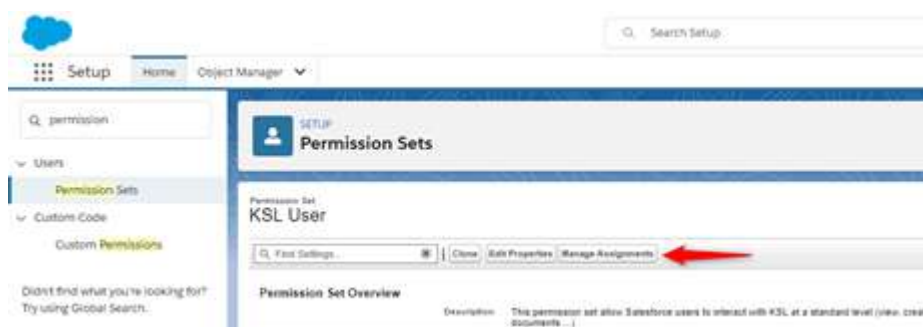 Search Setup
Setup Home Object Manager
permission
SETUP
Permission Sets
Users
Permission Sets
Custom Code
Custom Permissions
Didn't find what you're looking for?
Try using Global Search.
Permission Set
KSL User
Find Settings... Clone Edit Properties Manage Assignments
Permission Set Overview
Description This permission set allow Salesforce users to interact with KSL at a standard level (view, crea
documents ...)